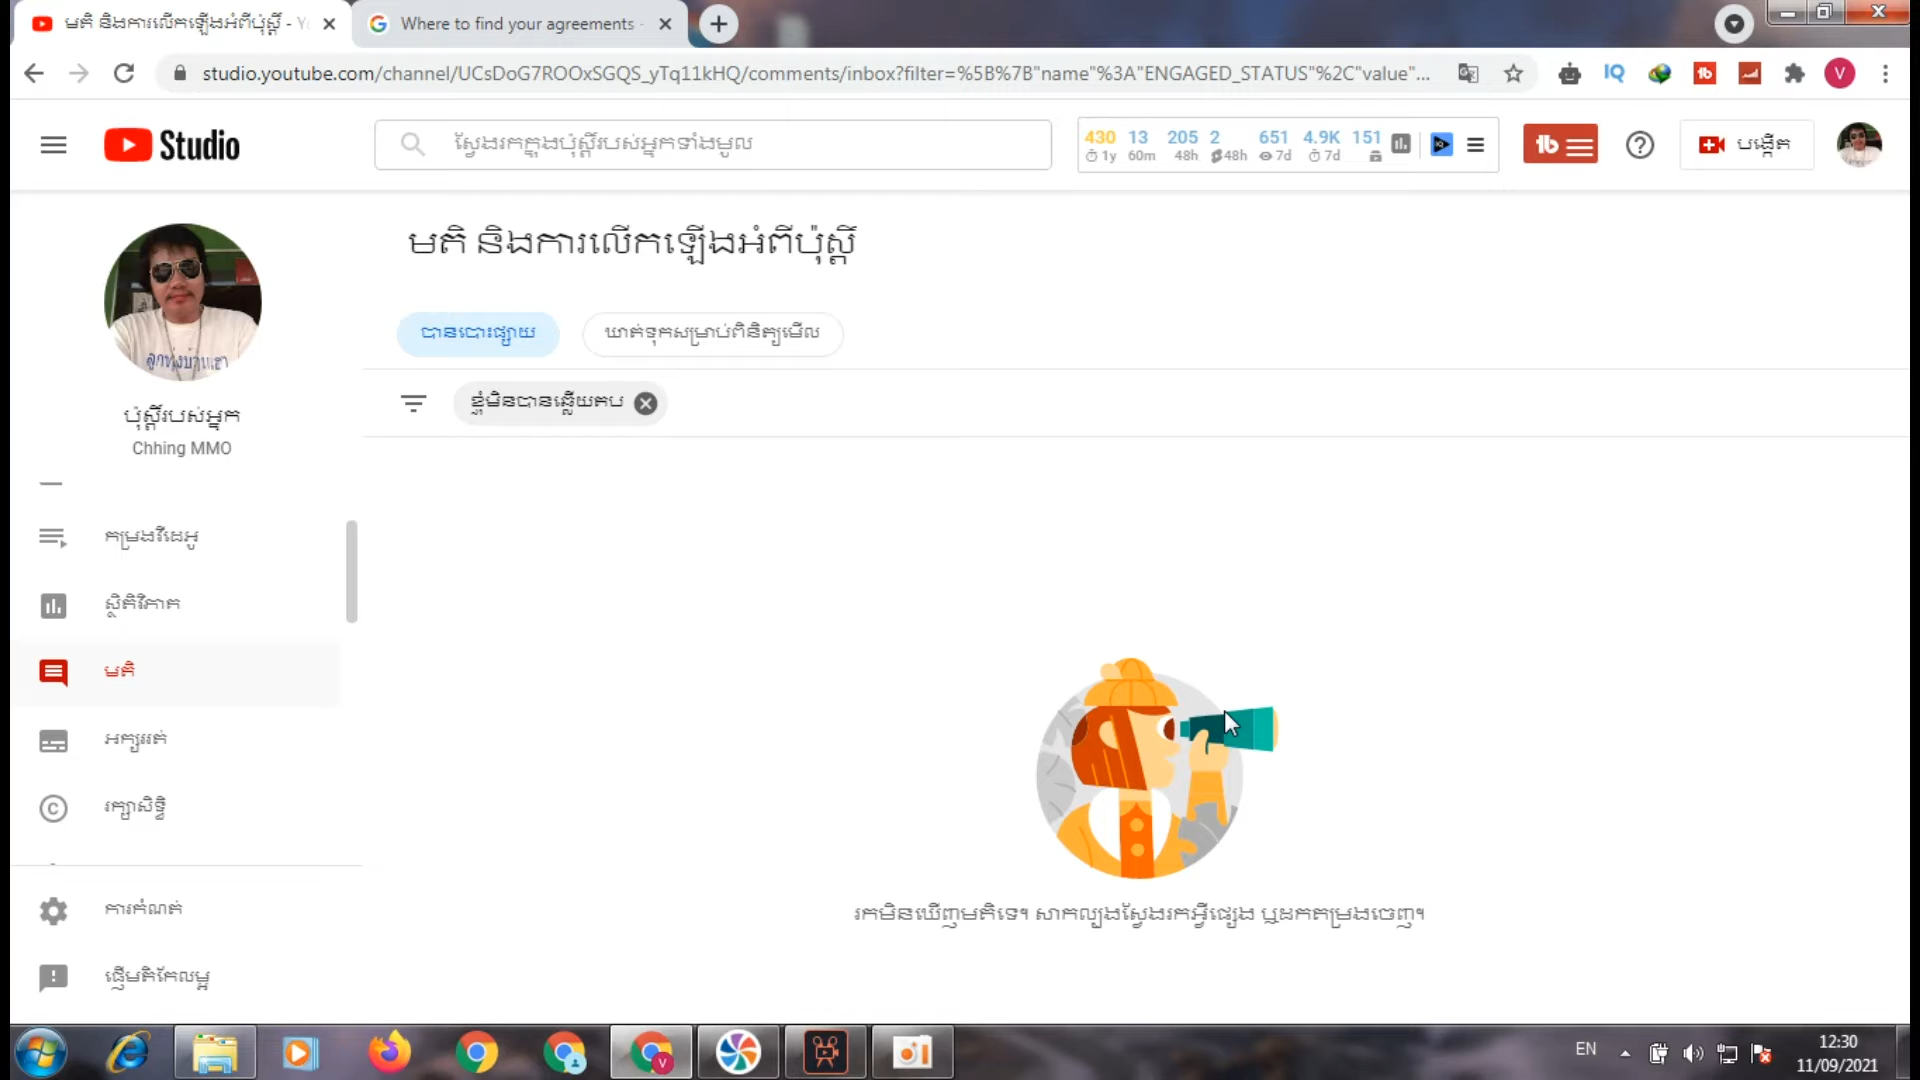 មតិ និងការលើកឡើងអំពីប៉ុស្តិ៍ - Y
Where to find your agreements -
studio.youtube.com/channel/UCsDoG7ROOxSGQS_yTq11kHQ/comments/inbox?filter=%5B%7B"name"%3A"ENGAGED_STATUS"%2C"value"...
IQ
V
Studio
ស្វែងរកក្នុងប៉ុស្តិ៍របស់អ្នកទាំងមូល
430 13 205 2 651 4.9K 151
1y 60m 48h 48h 7d 7d
បង្កើត
មតិ និងការលើកឡើងអំពីប៉ុស្តិ៍
បានបោះផ្សាយ
ឃាត់ទុកសម្រាប់ពិនិត្យមើល
ខ្ញុំមិនបានឆ្លើយតប
ប៉ុស្តិ៍របស់អ្នក
Chhing MMO
កម្រងវីដេអូ
ស្ថិតិវិភាគ
មតិ
អក្សររត់
រក្សាសិទ្ធិ
ការកំណត់
ផ្ញើមតិកែលម្អ
រកមិនឃើញមតិទេ។ សាកល្បងស្វែងរកអ្វីផ្សេង ឬដកតម្រងចេញ។
EN
12:30
11/09/2021